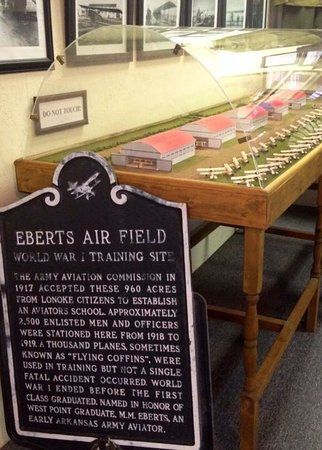 DO NOT TOUCH!
EBERTS AIR FIELD
WORLD WAR I TRAINING SITE
THE ARMY AVIATION COMMISSION IN
1917 ACCEPTED THESE 960 ACRES
FROM LONOKE CITIZENS TO ESTABLISH
AN AVIATORS SCHOOL. APPROXIMATELY
2,500 ENLISTED MEN AND OFFICERS
WERE STATIONED HERE FROM 1918 TO
1919. A THOUSAND PLANES, SOMETIMES
KNOWN AS "FLYING COFFINS", WERE
USED IN TRAINING BUT NOT A SINGLE
FATAL ACCIDENT OCCURRED. WORLD
WAR I ENDED BEFORE THE FIRST
CLASS GRADUATED. NAMED IN HONOR OF
WEST POINT GRADUATE, M.M. EBERTS, AN
EARLY ARKANSAS ARMY AVIATOR.